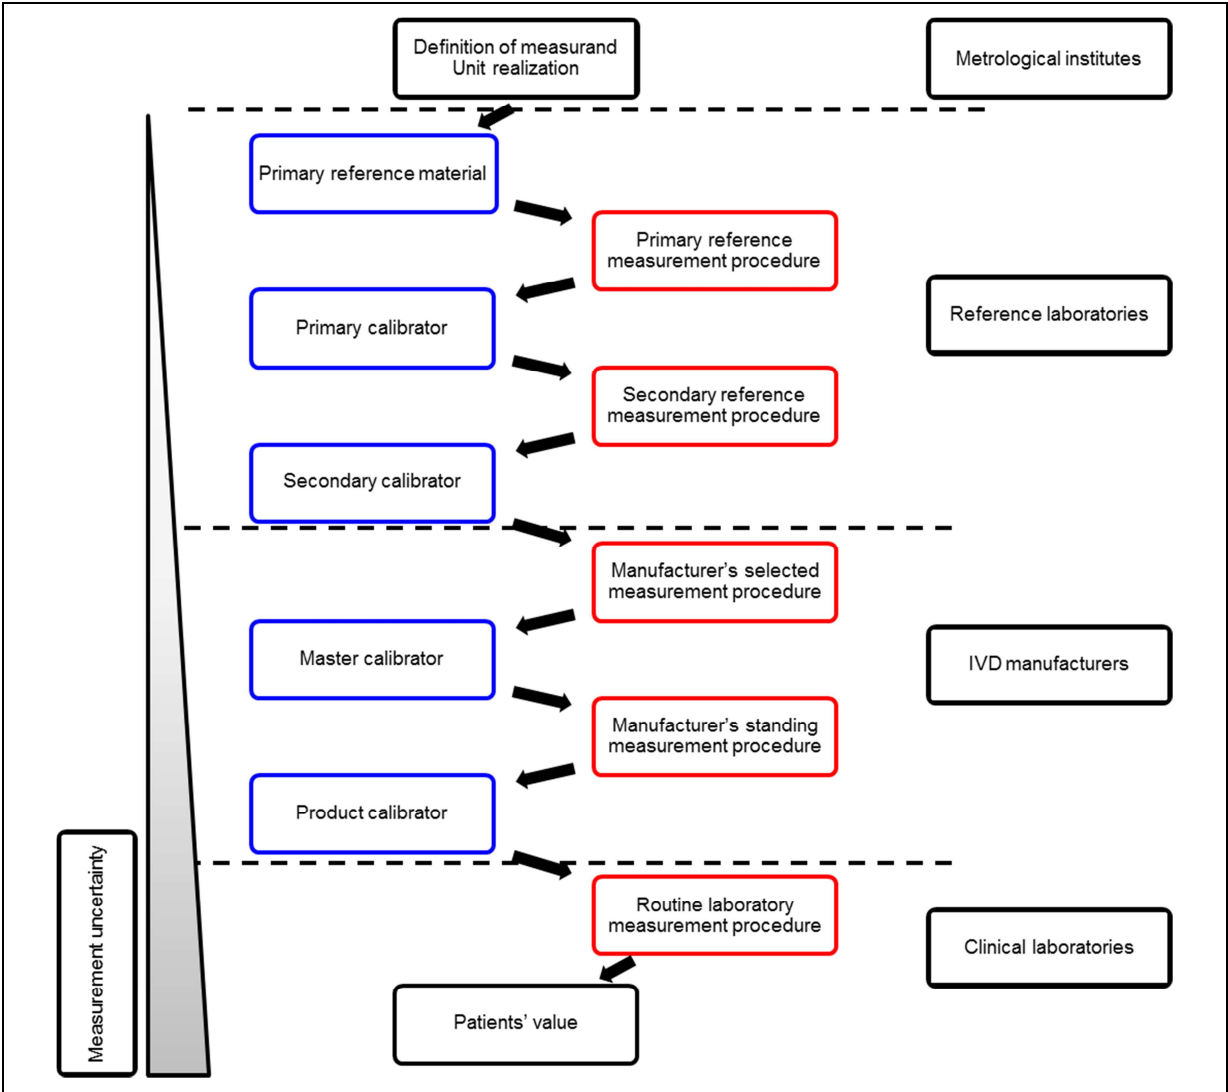 Definition of measurand
Unit realization
Metrological institutes
Primary reference material
Primary reference
measurement procedure
Primary calibrator
Reference laboratories
Secondary reference
measurement procedure
Secondary calibrator
Manufacturer’s selected
measurement procedure
Master calibrator
IVD manufacturers
Manufacturer’s standing
measurement procedure
Product calibrator
Measurement uncertainty
Routine laboratory
measurement procedure
Clinical laboratories
Patients’ value